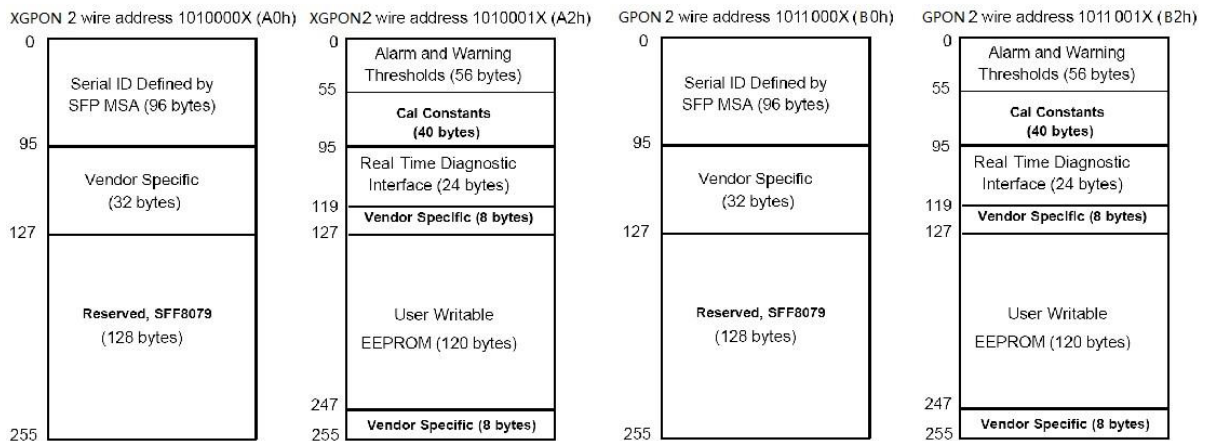 XGPON 2 wire address 1010000X (A0h)
0
Serial ID Defined by
SFP MSA (96 bytes)
95
Vendor Specific
(32 bytes)
127
Reserved, SFF8079
(128 bytes)
255
XGPON2 wire address 1010001X (A2h)
0
Alarm and Warning
Thresholds (56 bytes)
55
Cal Constants
(40 bytes)
95
Real Time Diagnostic
Interface (24 bytes)
119
Vendor Specific (8 bytes)
127
User Writable
EEPROM (120 bytes)
247
Vendor Specific (8 bytes)
255
GPON 2 wire address 1011000X (B0h)
0
Serial ID Defined by
SFP MSA (96 bytes)
95
Vendor Specific
(32 bytes)
127
Reserved, SFF8079
(128 bytes)
255
GPON 2 wire address 1011001X (B2h)
0
Alarm and Warning
Thresholds (56 bytes)
55
Cal Constants
(40 bytes)
95
Real Time Diagnostic
Interface (24 bytes)
119
Vendor Specific (8 bytes)
127
User Writable
EEPROM (120 bytes)
247
Vendor Specific (8 bytes)
255